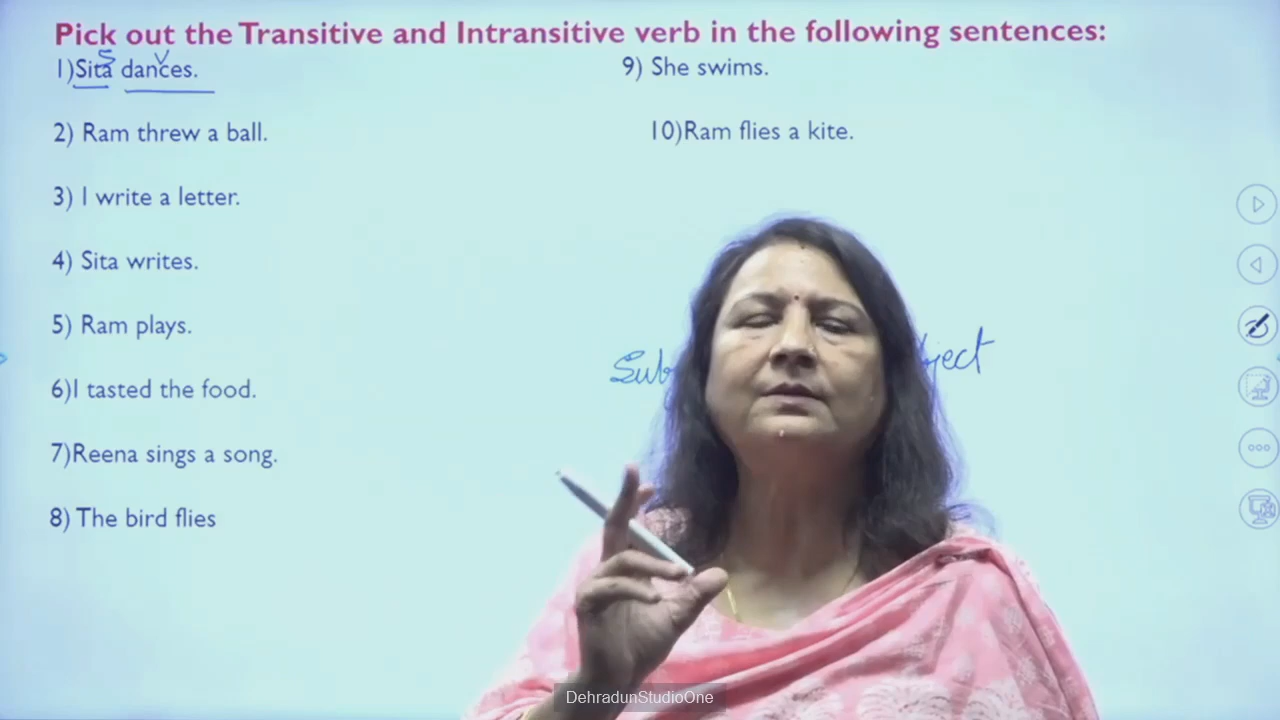 Pick out the Transitive and Intransitive verb in the following sentences:
S V
1)Sita dances.
2) Ram threw a ball.
3) I write a letter.
4) Sita writes.
5) Ram plays.
6)I tasted the food.
7)Reena sings a song.
8) The bird flies
9) She swims.
10)Ram flies a kite.
Sub ject
DehradunStudioOne